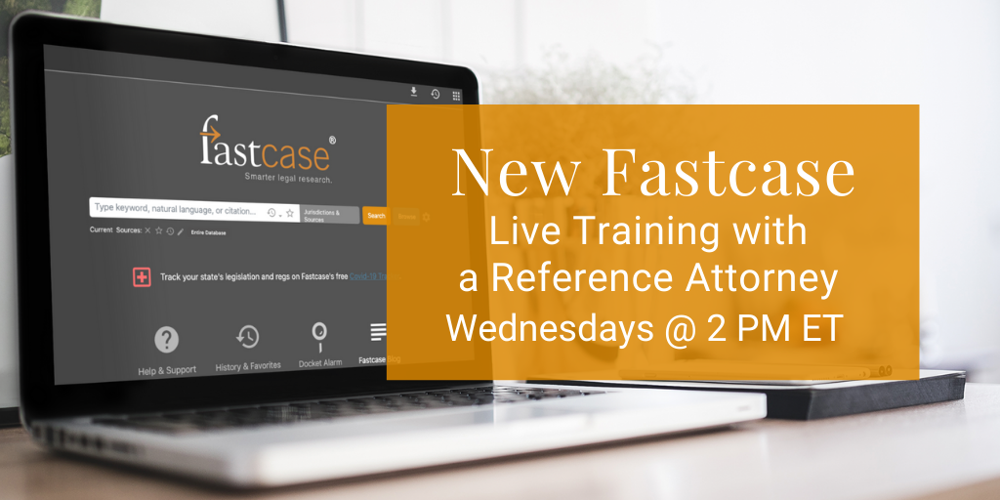 fastcase®
Smarter legal research.
Type keyword, natural language, or citation...
Jurisdictions &
Sources
Search
Current Sources:
Entire Database
Track your state's legislation and regs on Fastcase's free
Help & Support
History & Favorites
Docket Alarm
Fastcase Blog
New Fastcase
Live Training with
a Reference Attorney
Wednesdays @ 2 PM ET